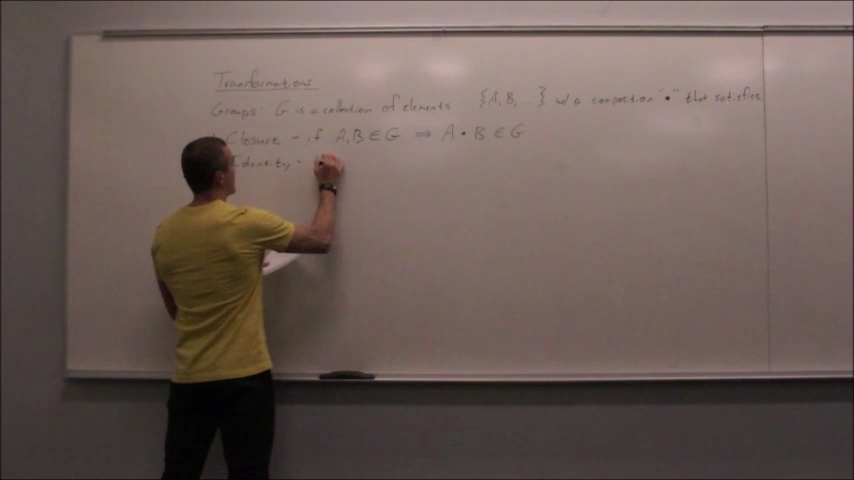 Transformations
Groups: G is a collection of elements {A, B, ...} w/ a composition "•" that satisfies
Closure - if A, B ∈ G ⇒ A • B ∈ G
Identity -